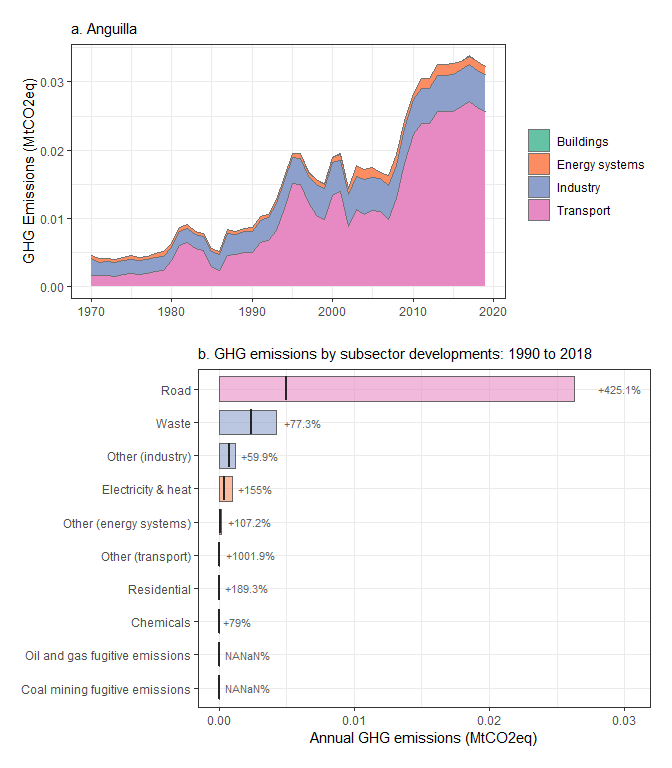 a. Anguilla
GHG Emissions (MtCO2eq)
0.03
0.02
0.01
0.00
1970
1980
1990
2000
2010
2020
Buildings
Energy systems
Industry
Transport
b. GHG emissions by subsector developments: 1990 to 2018
Road
+425.1%
Waste
+77.3%
Other (industry)
+59.9%
Electricity & heat
+155%
Other (energy systems)
+107.2%
Other (transport)
+1001.9%
Residential
+189.3%
Chemicals
+79%
Oil and gas fugitive emissions
NANaN%
Coal mining fugitive emissions
NANaN%
0.00
0.01
0.02
0.03
Annual GHG emissions (MtCO2eq)